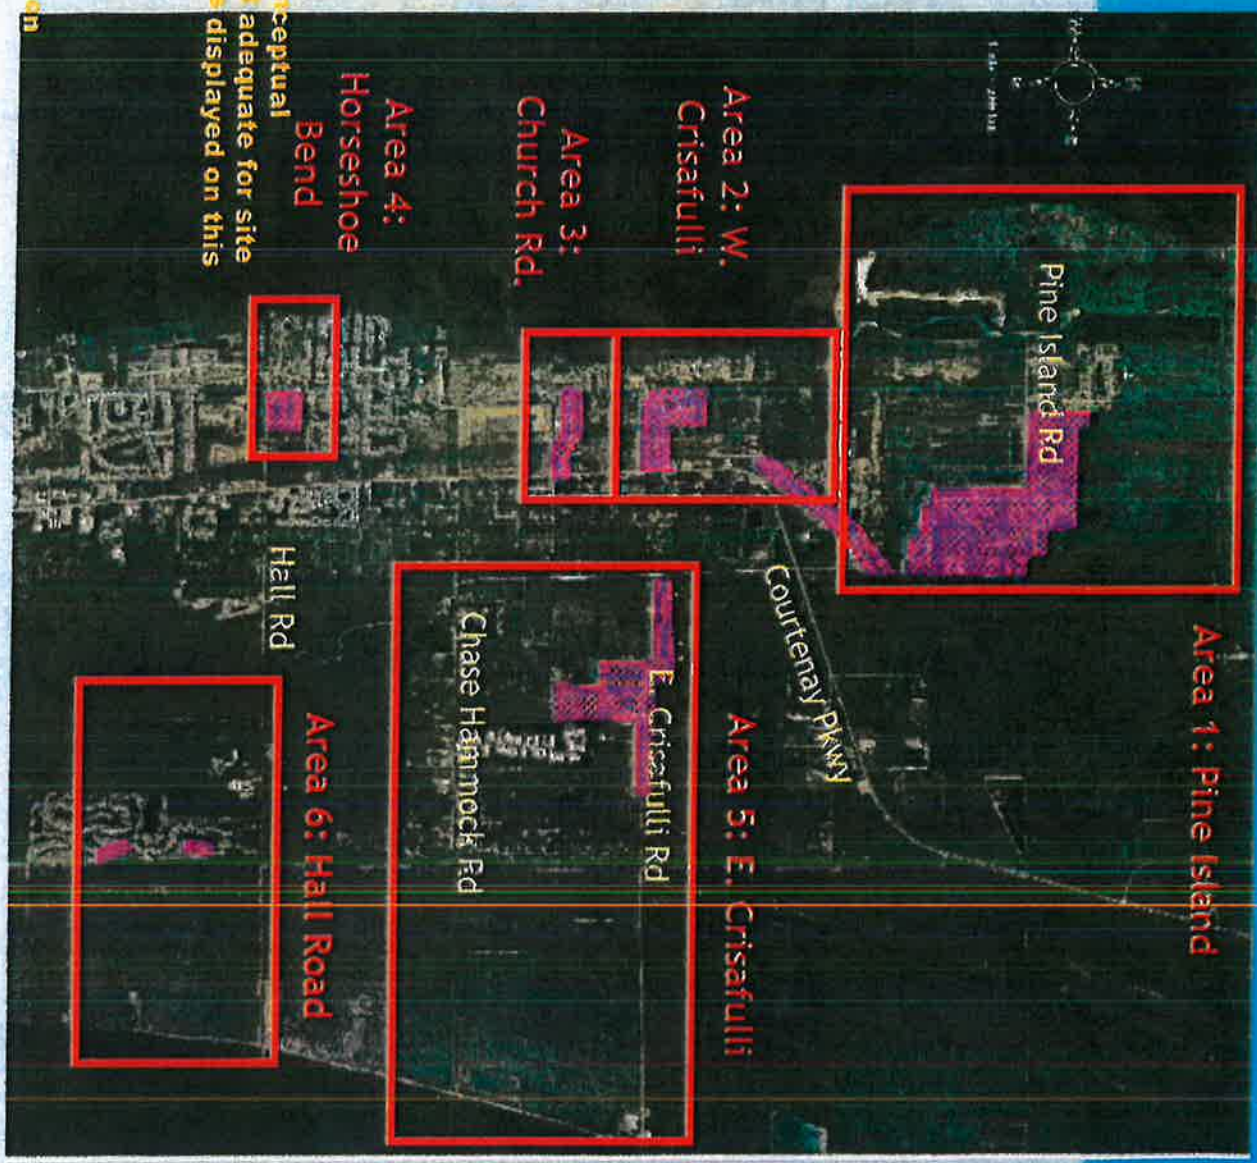 Area 1: Pine Island
Pine Island Rd
Courtenay Pkwy
Area 2: W.
Crisafulli
Area 5: E. Crisafulli
E. Crisafulli Rd
Area 3:
Church Rd.
Chase Hammock Rd
Area 4:
Horseshoe
Bend
Area 6: Hall Road
Hall Rd
ceptual
adequate for site
displayed on this